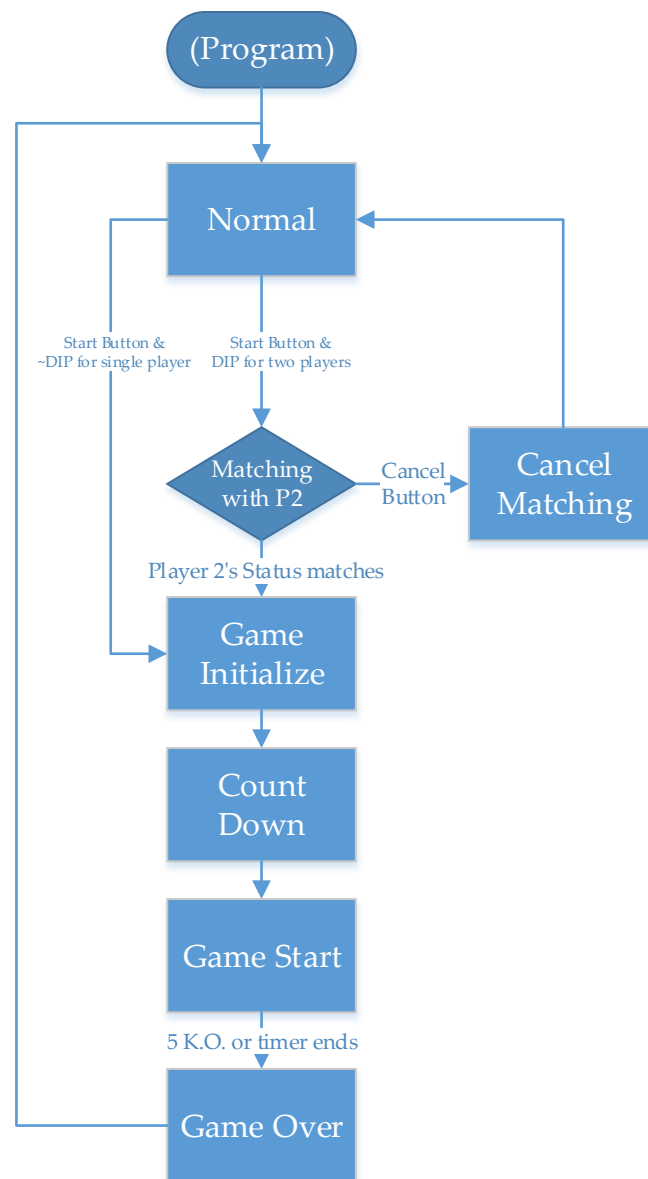 (Program)
Normal
Start Button &
~DIP for single player
Start Button &
DIP for two players
Matching
with P2
Cancel
Button
Cancel
Matching
Player 2's Status matches
Game
Initialize
Count
Down
Game Start
5 K.O. or timer ends
Game Over